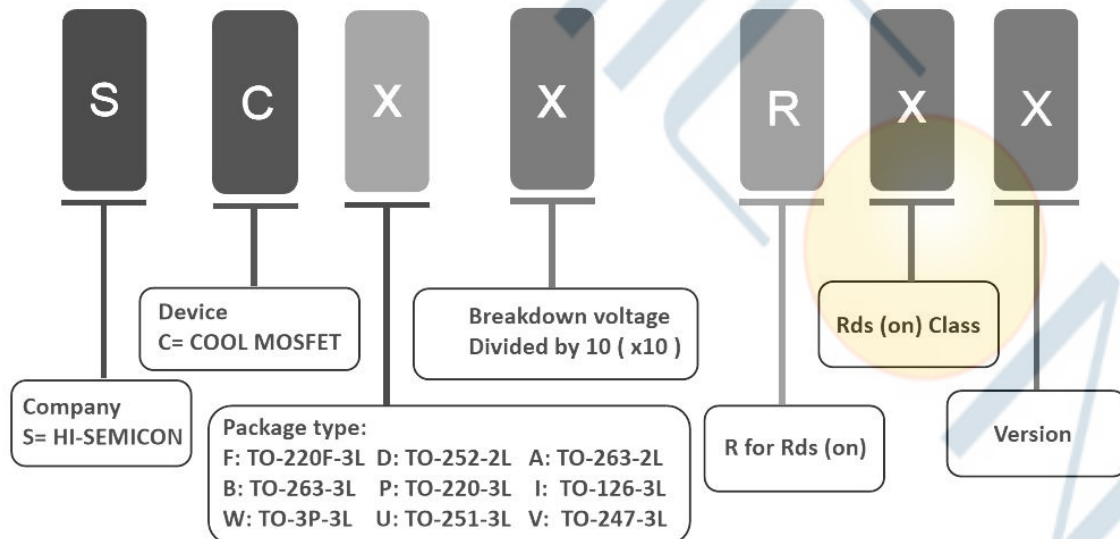 S C X X R X X
Device
C= COOL MOSFET
Breakdown voltage
Divided by 10 ( x10 )
Rds (on) Class
Company
S= HI-SEMICON
Package type:
F: TO-220F-3L D: TO-252-2L A: TO-263-2L
B: TO-263-3L P: TO-220-3L I: TO-126-3L
W: TO-3P-3L U: TO-251-3L V: TO-247-3L
R for Rds (on)
Version